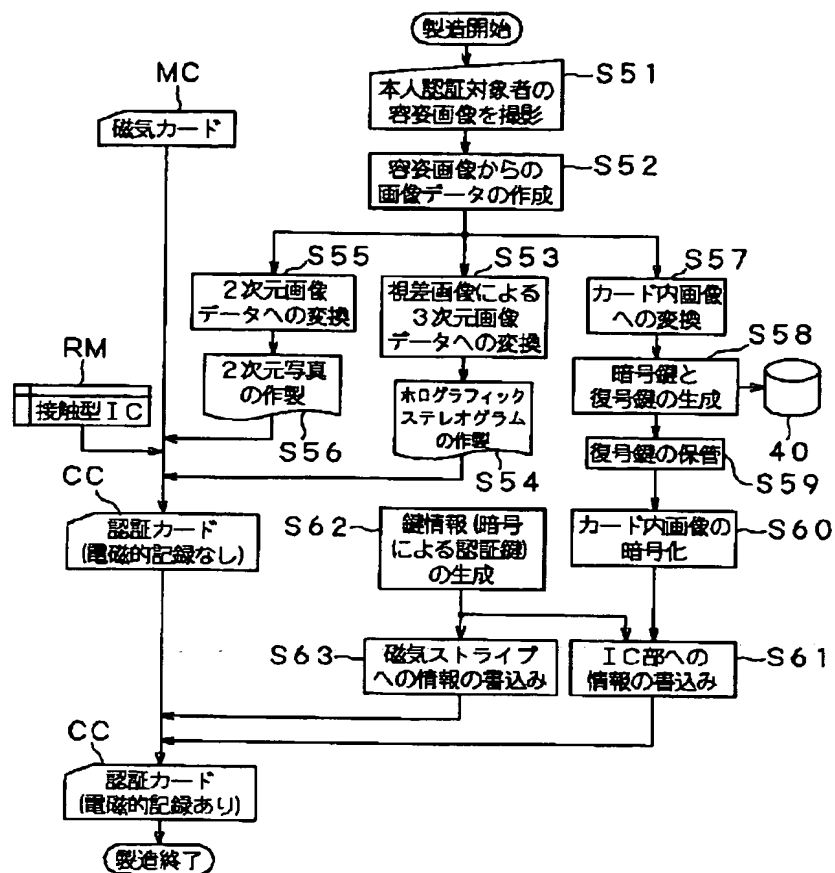 製造開始
MC
S51
本人認証対象者の
容姿画像を撮影
磁気カード
S52
容姿画像からの
画像データの作成
S55
S53
S57
2次元画像
データへの変換
視差画像による
3次元画像
データへの変換
カード内画像
への変換
RM
S58
接触型IC
2次元写真
の作製
ホログラフィック
ステレオグラム
の作製
暗号鍵と
復号鍵の生成
S56
S54
40
復号鍵の保管
S59
CC
認証カード
(電磁的記録なし)
S62
鍵情報(暗号
による認証鍵)
の生成
カード内画像の
暗号化
S60
S63
磁気ストライプ
への情報の書込み
IC部への
情報の書込み
S61
CC
認証カード
(電磁的記録あり)
製造終了